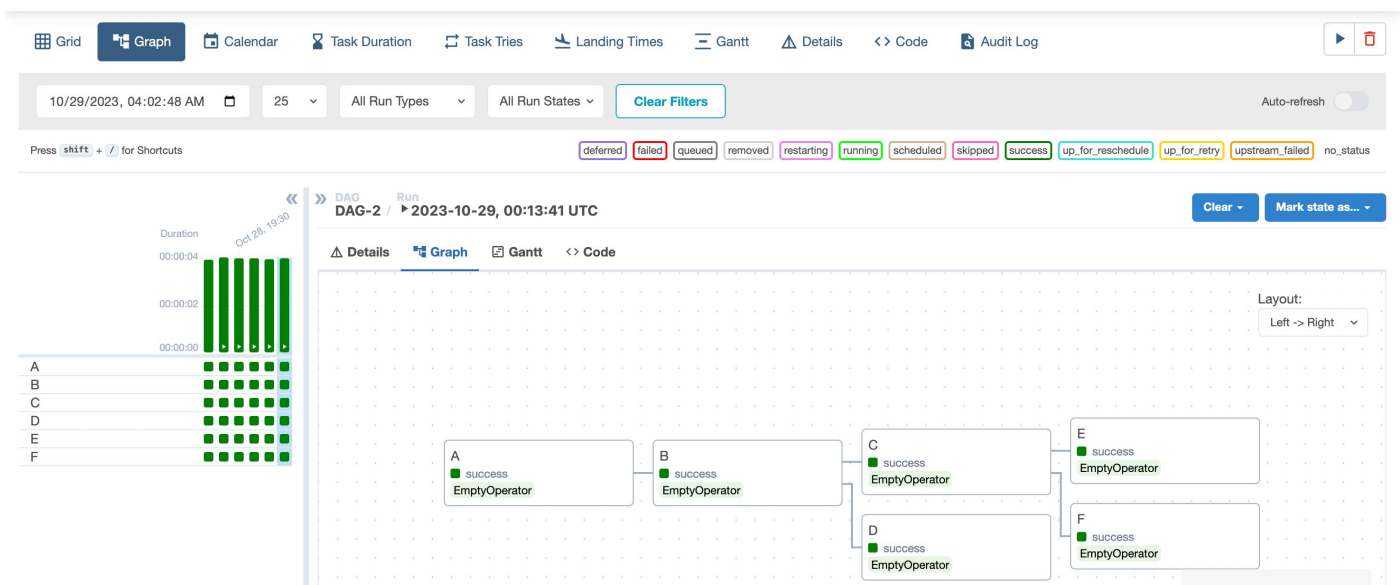 Grid Graph Calendar Task Duration Task Tries Landing Times Gantt Details <> Code Audit Log
10/29/2023, 04:02:48 AM 25 All Run Types All Run States Clear Filters Auto-refresh
Press shift + / for Shortcuts deferred failed queued removed restarting running scheduled skipped success up_for_reschedule up_for_retry upstream_failed no_status
DAG Run
DAG-2 / 2023-10-29, 00:13:41 UTC Clear Mark state as...
Details Graph Gantt <> Code
Oct 28, 19:30
Duration
00:00:04
00:00:02
00:00:00
A
B
C
D
E
F
Layout:
Left -> Right
A
success
EmptyOperator
B
success
EmptyOperator
C
success
EmptyOperator
D
success
EmptyOperator
E
success
EmptyOperator
F
success
EmptyOperator